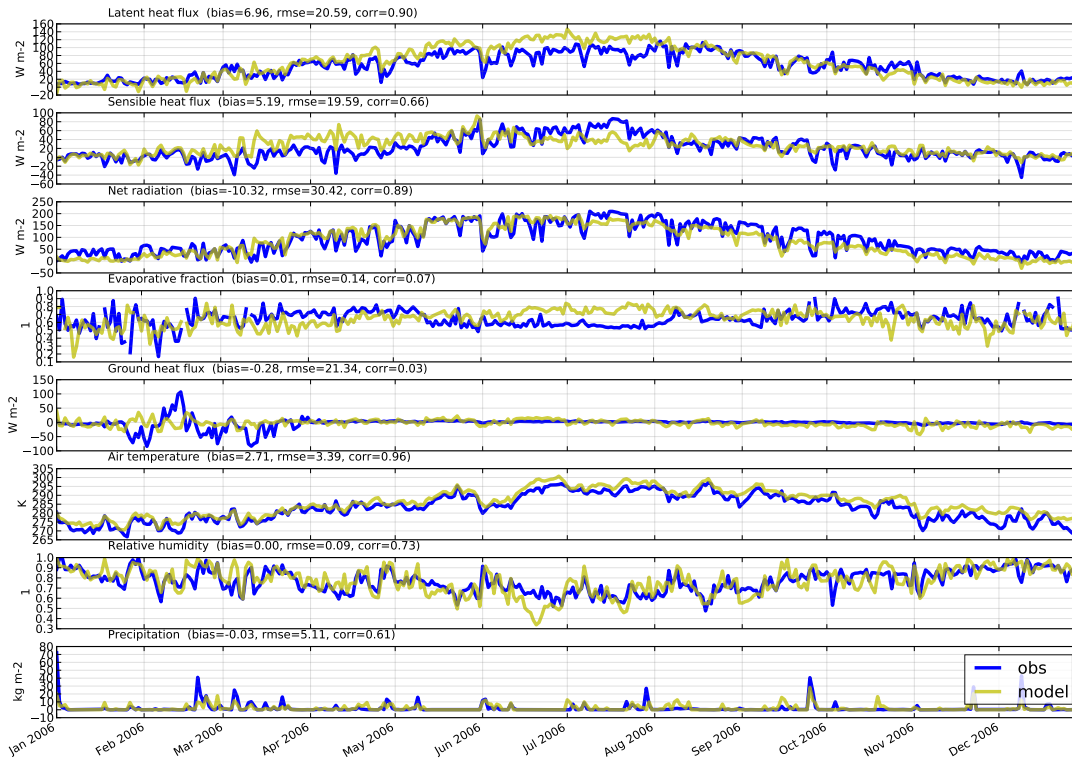 Latent heat flux (bias=6.96, rmse=20.59, corr=0.90)
160
140
120
100
80
60
40
20
0
−20
W m-2
Sensible heat flux (bias=5.19, rmse=19.59, corr=0.66)
100
80
60
40
20
0
−20
−40
−60
W m-2
Net radiation (bias=-10.32, rmse=30.42, corr=0.89)
250
200
150
100
50
0
−50
W m-2
Evaporative fraction (bias=0.01, rmse=0.14, corr=0.07)
1.0
0.9
0.8
0.7
0.6
0.5
0.4
0.3
0.2
0.1
1
Ground heat flux (bias=-0.28, rmse=21.34, corr=0.03)
150
100
50
0
−50
−100
W m-2
Air temperature (bias=2.71, rmse=3.39, corr=0.96)
305
300
295
290
285
280
275
270
265
K
Relative humidity (bias=0.00, rmse=0.09, corr=0.73)
1.0
0.9
0.8
0.7
0.6
0.5
0.4
0.3
1
Precipitation (bias=-0.03, rmse=5.11, corr=0.61)
80
70
60
50
40
30
20
10
0
−10
kg m-2
obs
model
Jan 2006
Feb 2006
Mar 2006
Apr 2006
May 2006
Jun 2006
Jul 2006
Aug 2006
Sep 2006
Oct 2006
Nov 2006
Dec 2006